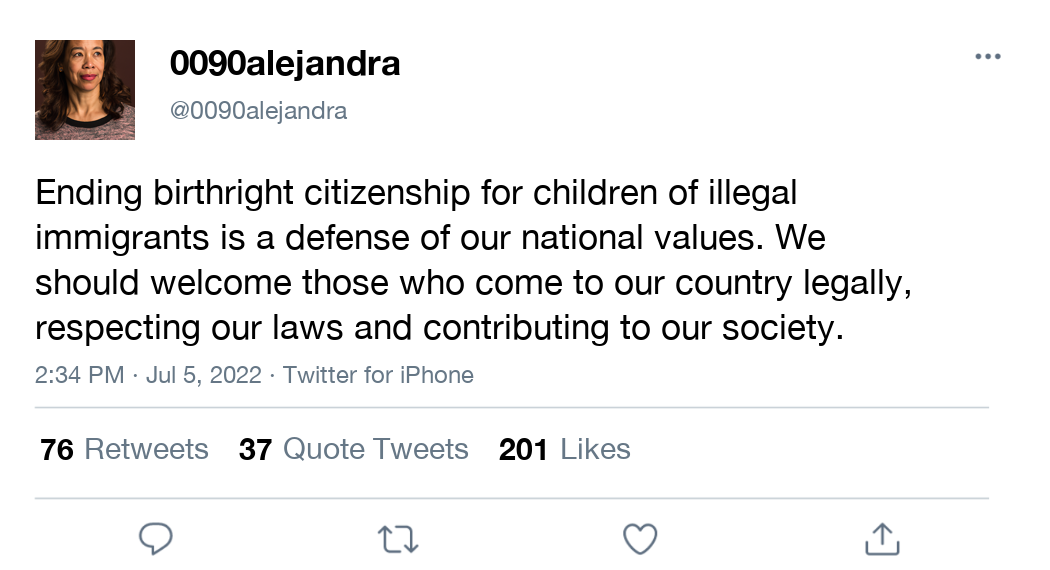 0090alejandra
@0090alejandra
Ending birthright citizenship for children of illegal
immigrants is a defense of our national values. We
should welcome those who come to our country legally,
respecting our laws and contributing to our society.
2:34 PM · Jul 5, 2022 · Twitter for iPhone
76 Retweets 37 Quote Tweets 201 Likes